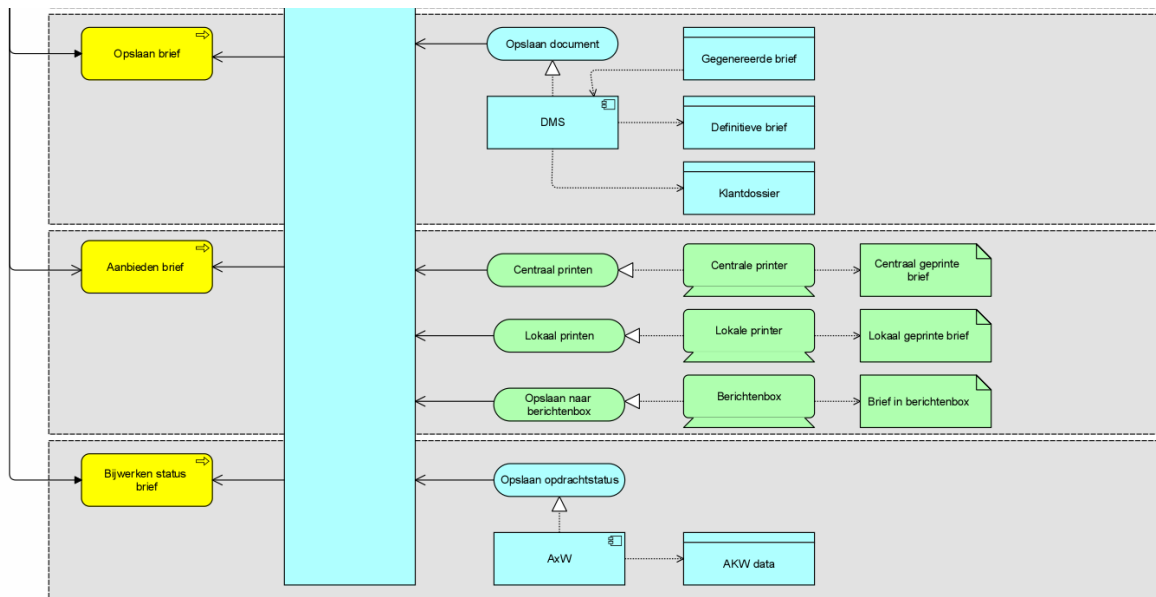 Opslaan brief
Opslaan document
Gegenereerde brief
DMS
Definitieve brief
Klantdossier
Aanbieden brief
Centraal printen
Centrale printer
Centraal geprinte
brief
Lokaal printen
Lokale printer
Lokaal geprinte brief
Opslaan naar
berichtenbox
Berichtenbox
Brief in berichtenbox
Bijwerken status
brief
Opslaan opdrachtstatus
AxW
AKW data